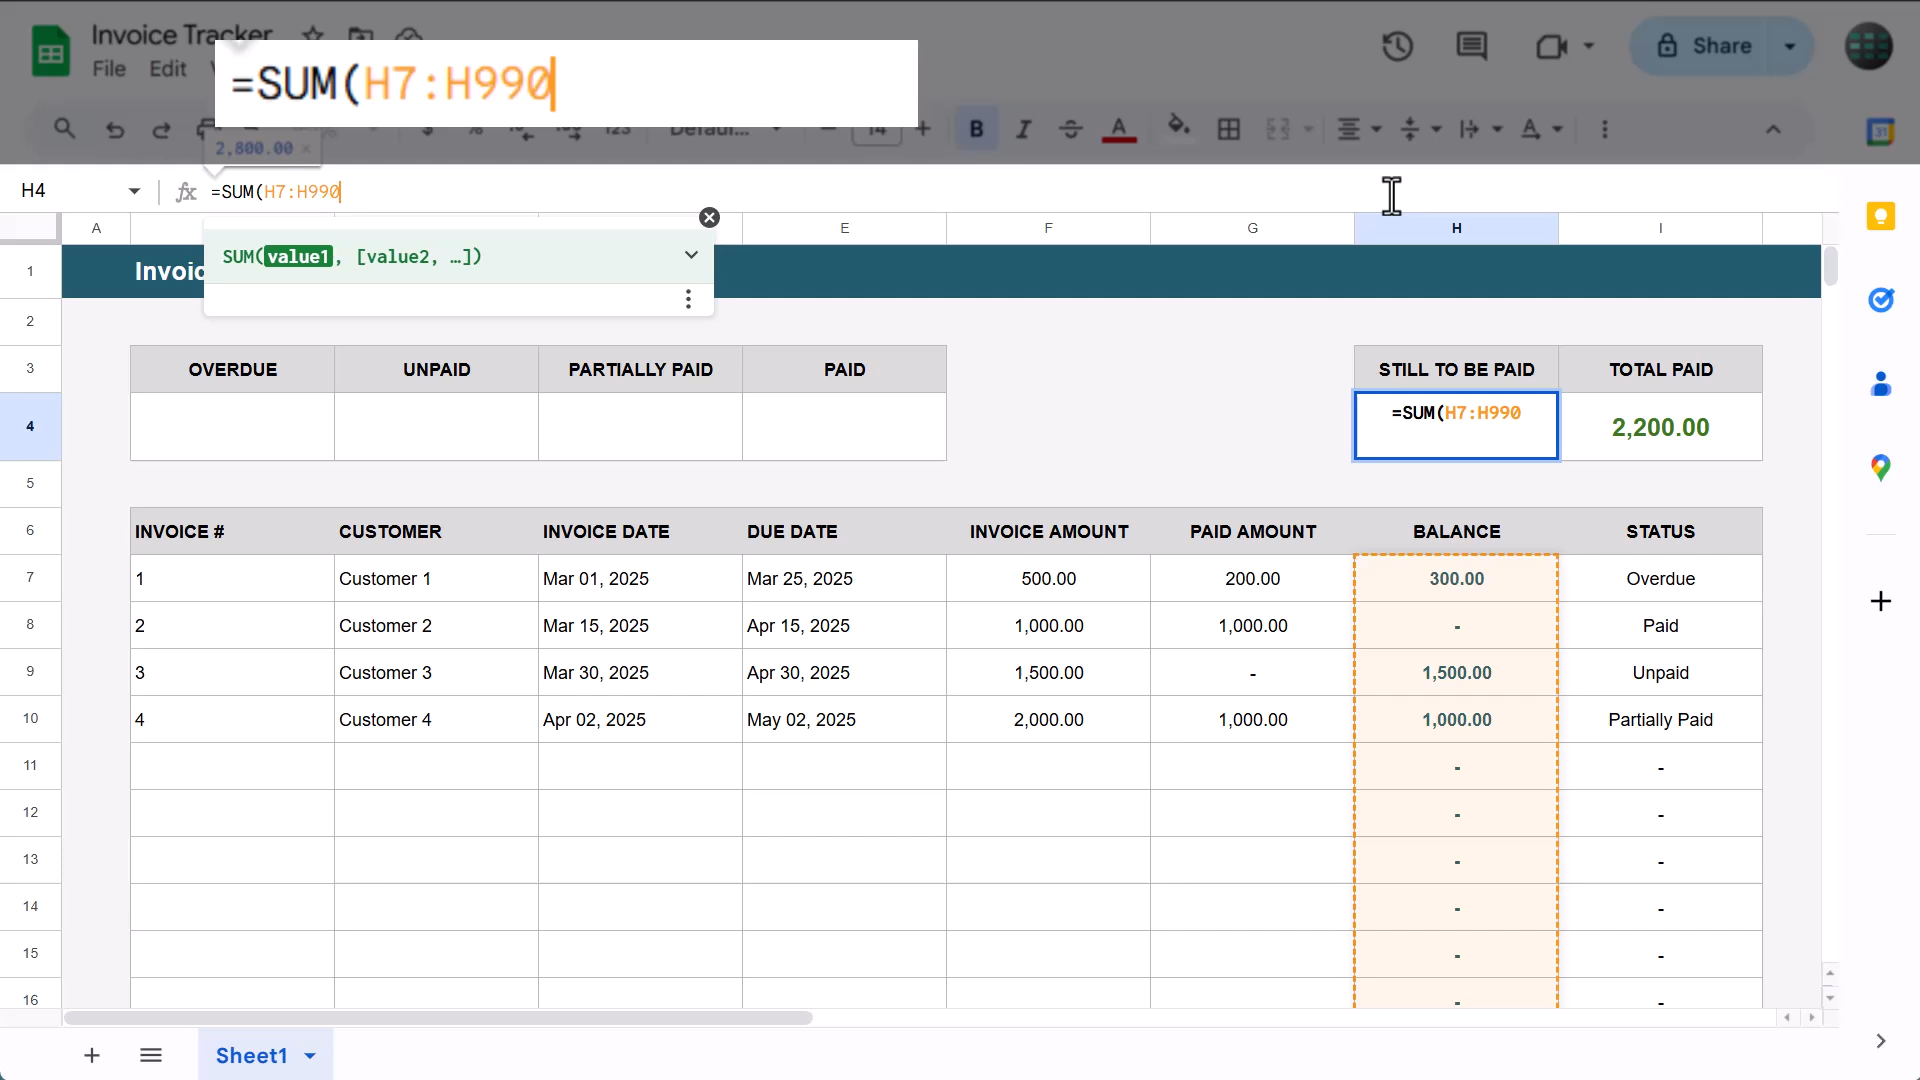 Invoice Tracker
File Edit
=SUM(H7:H990
$ % 123 Defaul... 14 B I A
Share
31
2,800.00 ×
H4 fx =SUM(H7:H990
A E F G H I
SUM(value1, [value2, …])
1 Invoic
2
3 OVERDUE UNPAID PARTIALLY PAID PAID STILL TO BE PAID TOTAL PAID
4 =SUM(H7:H990 2,200.00
5
6 INVOICE # CUSTOMER INVOICE DATE DUE DATE INVOICE AMOUNT PAID AMOUNT BALANCE STATUS
7 1 Customer 1 Mar 01, 2025 Mar 25, 2025 500.00 200.00 300.00 Overdue
8 2 Customer 2 Mar 15, 2025 Apr 15, 2025 1,000.00 1,000.00 - Paid
9 3 Customer 3 Mar 30, 2025 Apr 30, 2025 1,500.00 - 1,500.00 Unpaid
10 4 Customer 4 Apr 02, 2025 May 02, 2025 2,000.00 1,000.00 1,000.00 Partially Paid
11 - -
12 - -
13 - -
14 - -
15 - -
16 - -
Sheet1